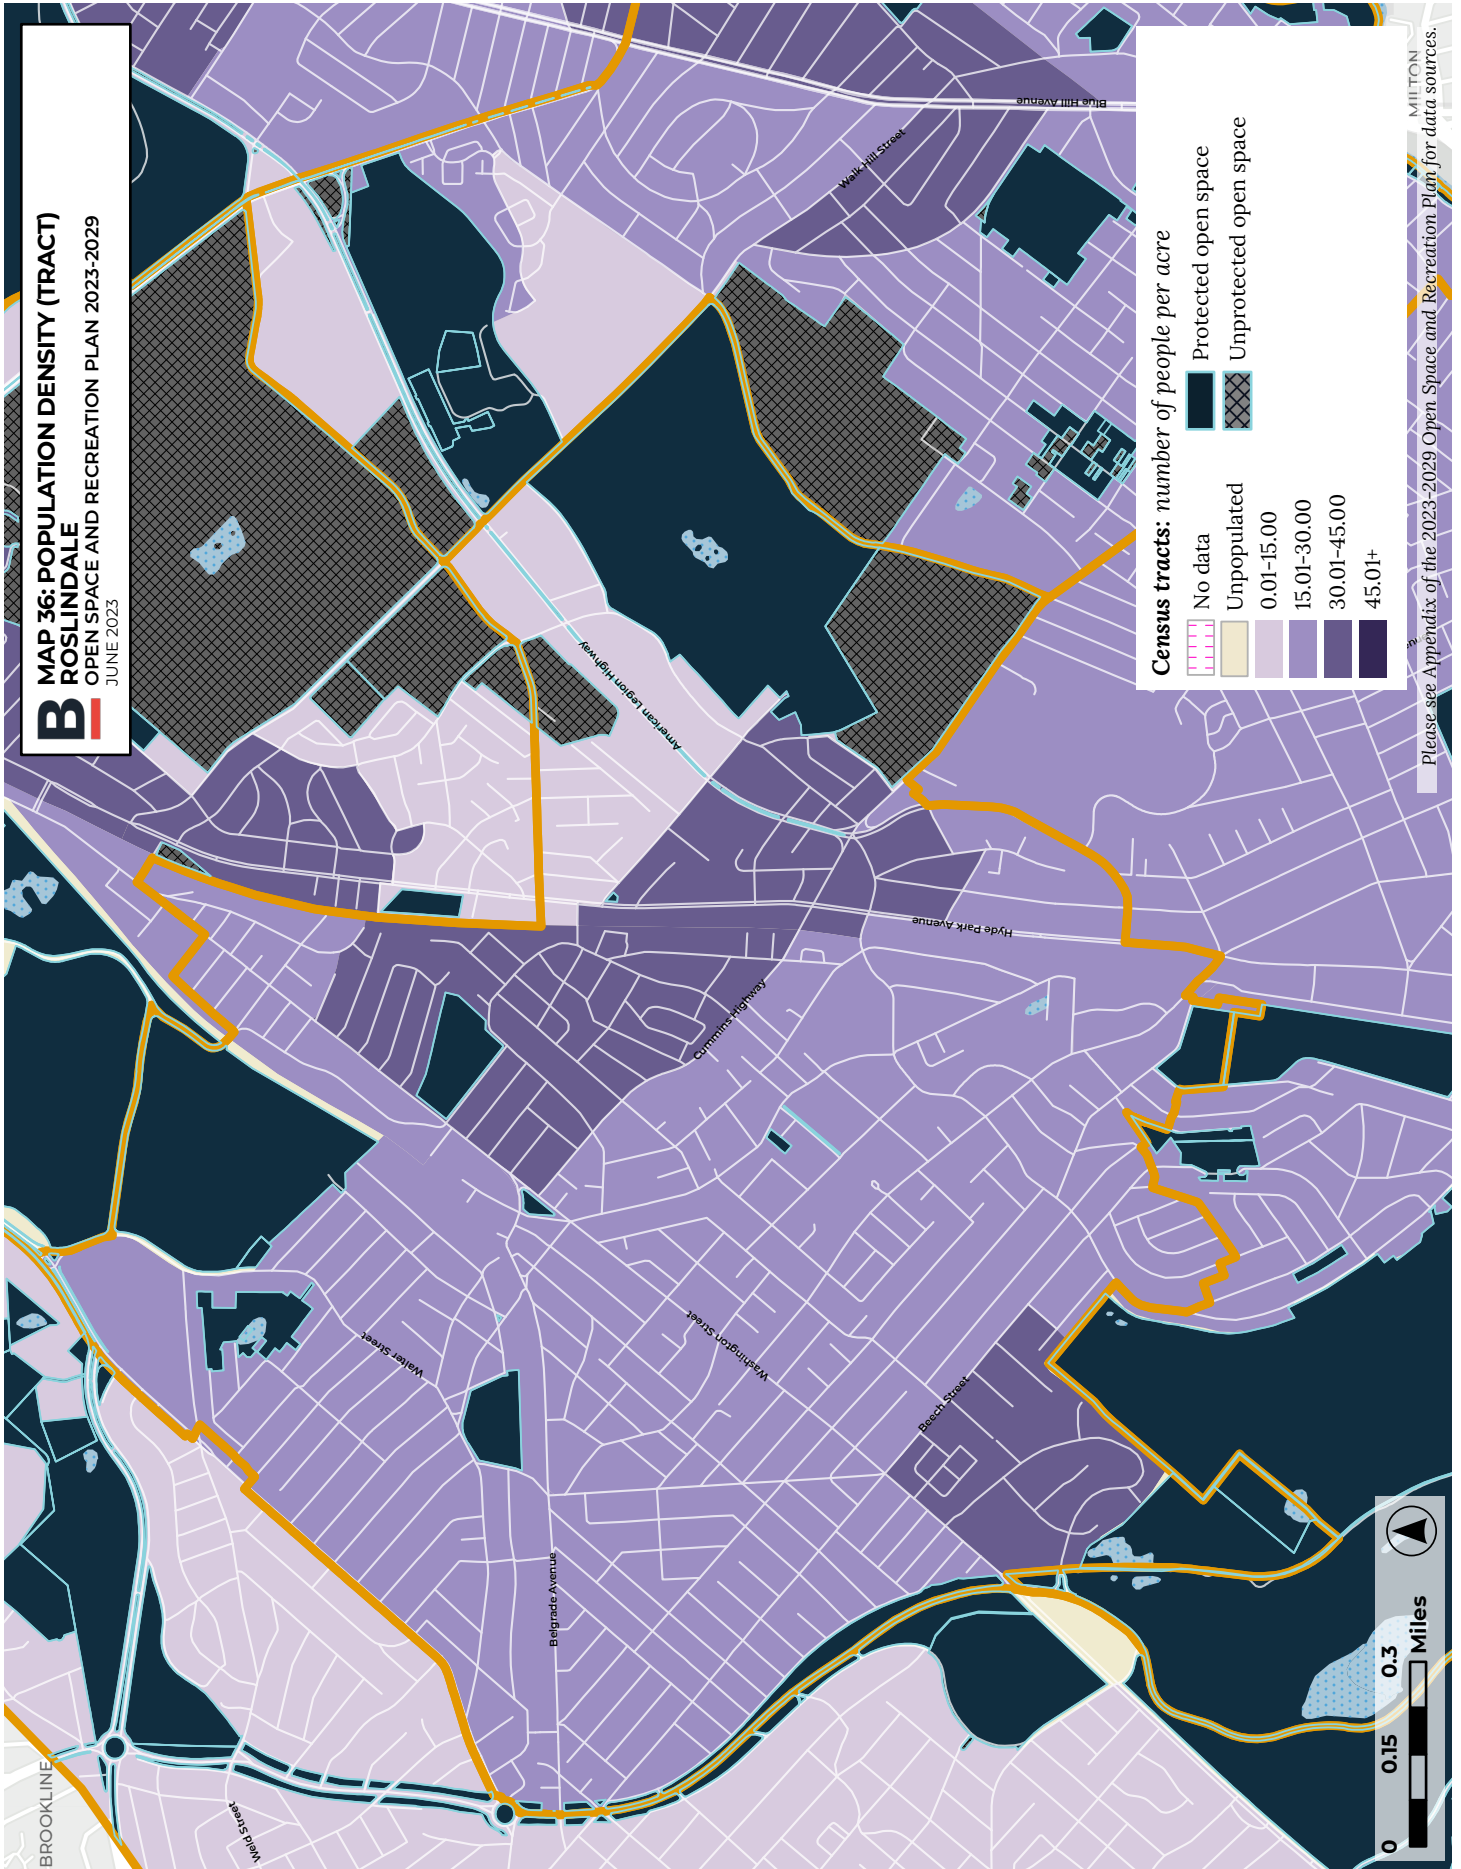 B
MAP 36: POPULATION DENSITY (TRACT)
ROSLINDALE
OPEN SPACE AND RECREATION PLAN 2023-2029
JUNE 2023
BROOKLINE
MILTON
Weld Street
Walter Street
Belgrade Avenue
Washington Street
Beech Street
Cummins Highway
Hyde Park Avenue
American Legion Highway
Walk Hill Street
Blue Hill Avenue
Census tracts: number of people per acre
No data
Unpopulated
0.01-15.00
15.01-30.00
30.01-45.00
45.01+
Protected open space
Unprotected open space
0 0.15 0.3 Miles
Please see Appendix of the 2023-2029 Open Space and Recreation Plan for data sources.